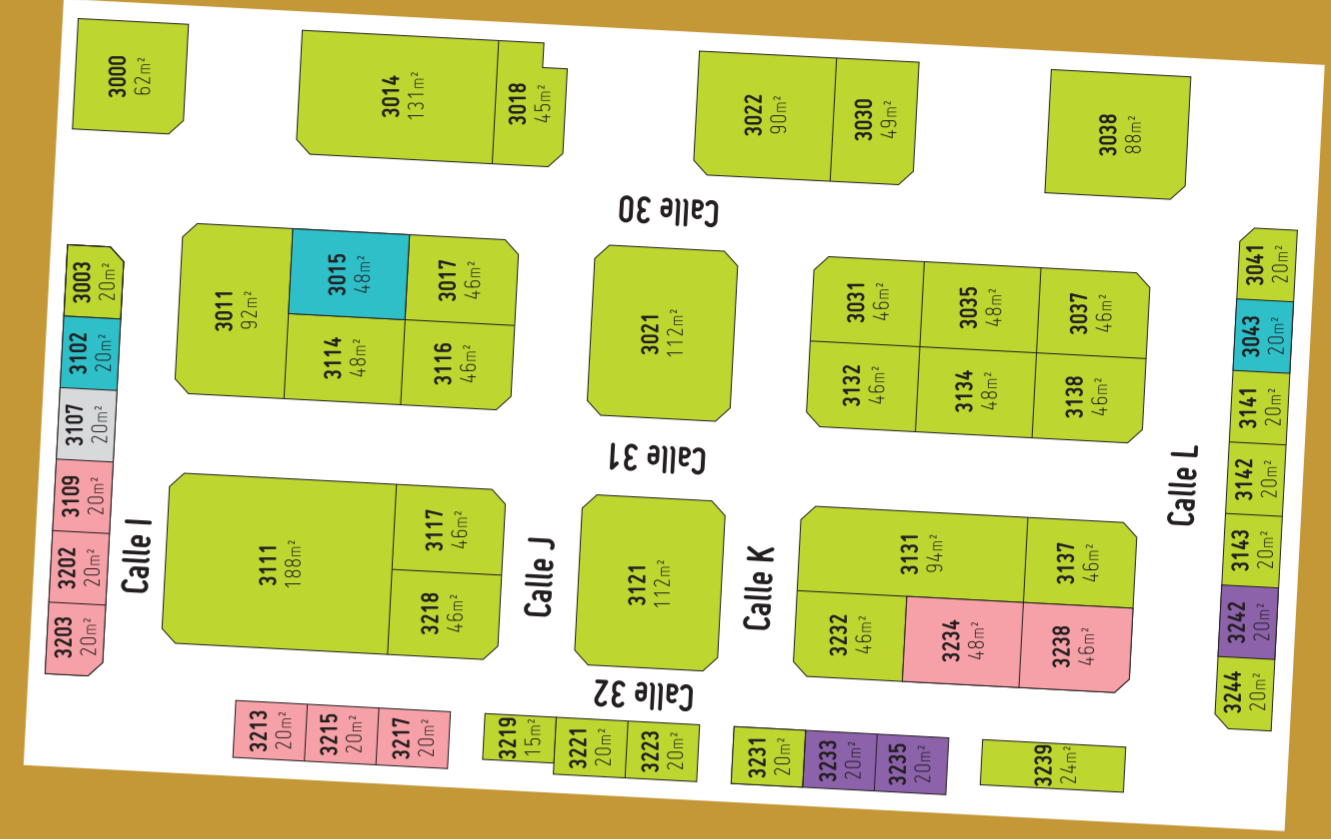 3000
62m²
3014
131m²
3018
45m²
3022
90m²
3030
49m²
3038
88m²
Calle 30
3003
20m²
3102
20m²
3107
20m²
3109
20m²
3202
20m²
3203
20m²
Calle I
3011
92m²
3015
48m²
3017
46m²
3114
48m²
3116
46m²
3021
112m²
3031
46m²
3035
48m²
3037
46m²
3132
46m²
3134
48m²
3138
46m²
Calle L
3041
20m²
3043
20m²
3141
20m²
3142
20m²
3143
20m²
3242
20m²
3244
20m²
Calle 31
3111
188m²
3117
46m²
3218
46m²
Calle J
3121
112m²
Calle K
3131
94m²
3137
46m²
3232
46m²
3234
48m²
3238
46m²
Calle 32
3213
20m²
3215
20m²
3217
20m²
3219
15m²
3221
20m²
3223
20m²
3231
20m²
3233
20m²
3235
20m²
3239
24m²